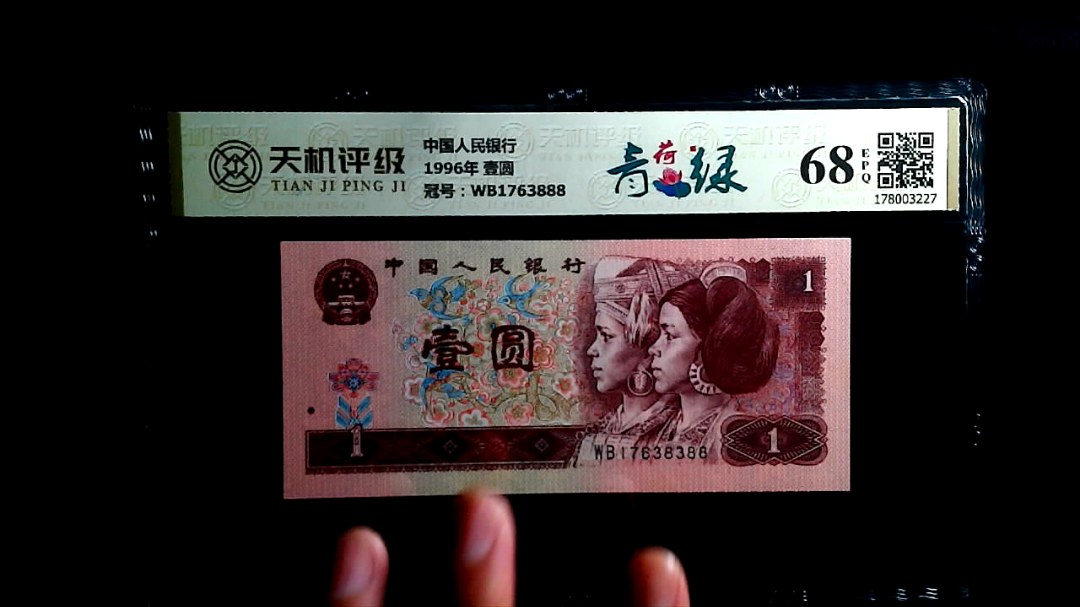 天机评级
TIAN JI PING JI
中国人民银行
1996年 壹圆
冠号：WB1763888
青荷绿
68
EPQ
178003227
中国人民银行
1
壹圆
1
WB17638388
1